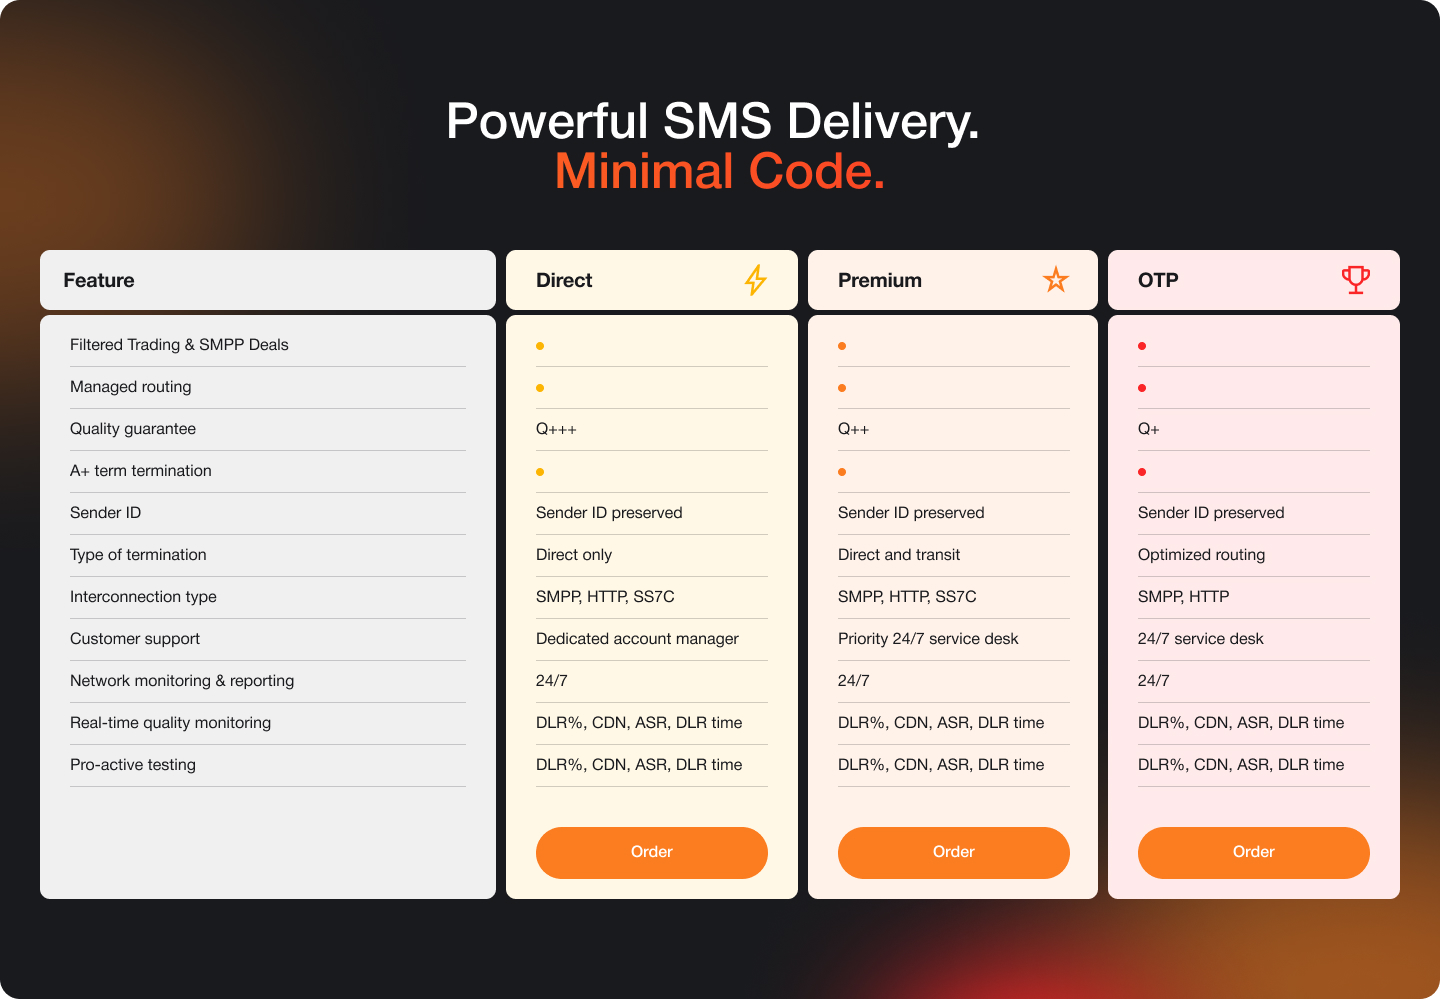 Powerful SMS Delivery.
Minimal Code.
Feature
Direct
Premium
OTP
Filtered Trading & SMPP Deals
Managed routing
Quality guarantee
Q+++
Q++
Q+
A+ term termination
Sender ID
Sender ID preserved
Sender ID preserved
Sender ID preserved
Type of termination
Direct only
Direct and transit
Optimized routing
Interconnection type
SMPP, HTTP, SS7C
SMPP, HTTP, SS7C
SMPP, HTTP
Customer support
Dedicated account manager
Priority 24/7 service desk
24/7 service desk
Network monitoring & reporting
24/7
24/7
24/7
Real-time quality monitoring
DLR%, CDN, ASR, DLR time
DLR%, CDN, ASR, DLR time
DLR%, CDN, ASR, DLR time
Pro-active testing
DLR%, CDN, ASR, DLR time
DLR%, CDN, ASR, DLR time
DLR%, CDN, ASR, DLR time
Order
Order
Order